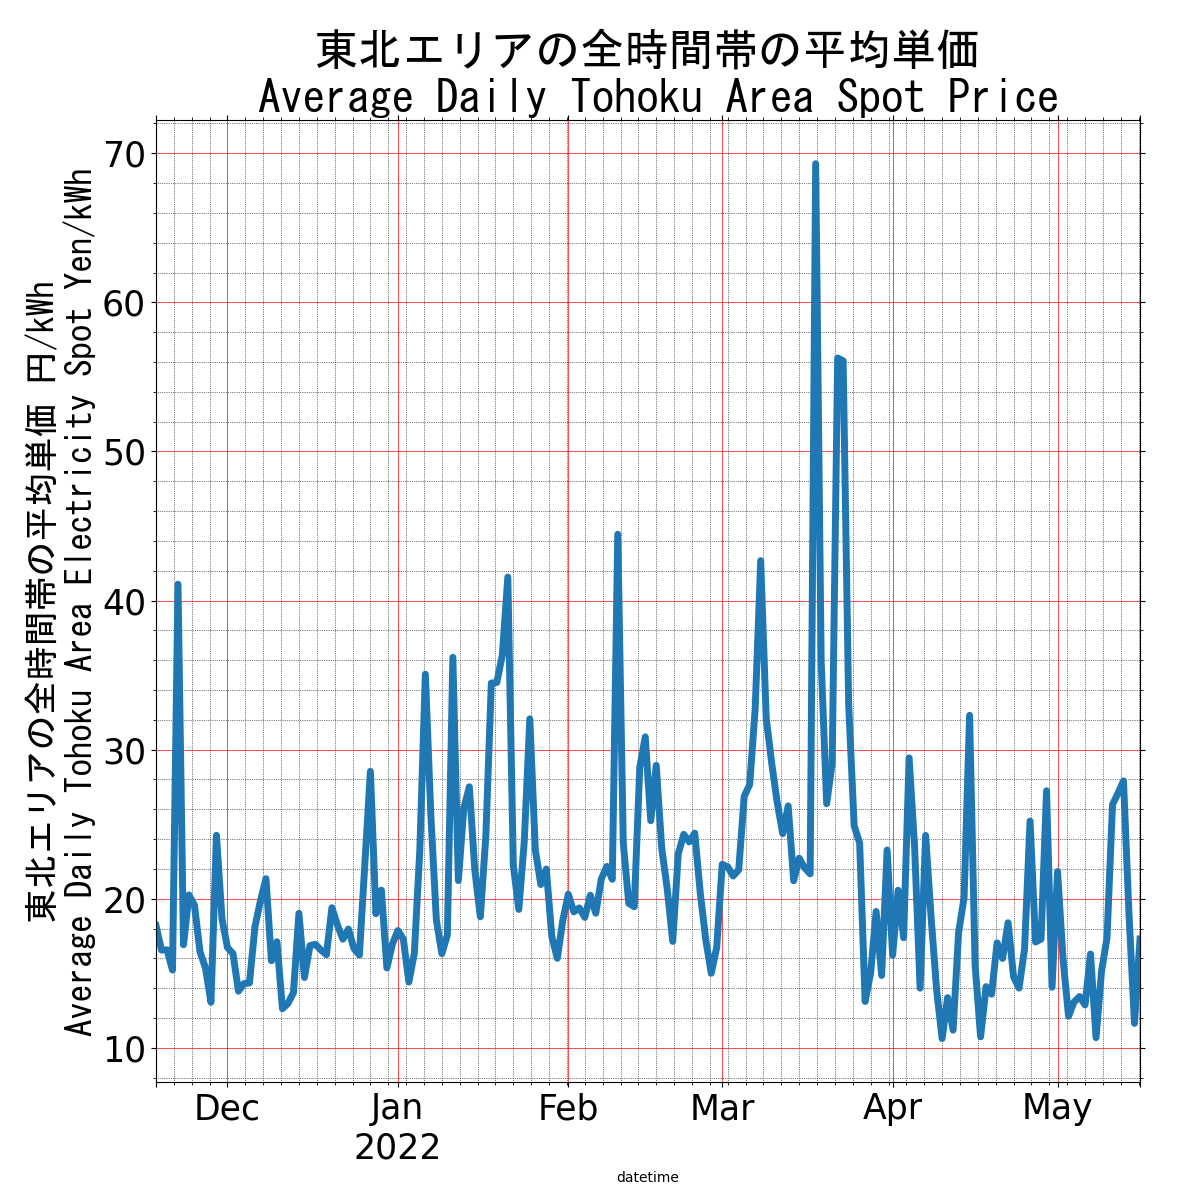 東北エリアの全時間帯の平均単価
Average Daily Tohoku Area Spot Price
東北エリアの全時間帯の平均単価 円/kWh
Average Daily Tohoku Area Electricity Spot Yen/kWh
70
60
50
40
30
20
10
Dec
Jan
2022
Feb
Mar
Apr
May
datetime